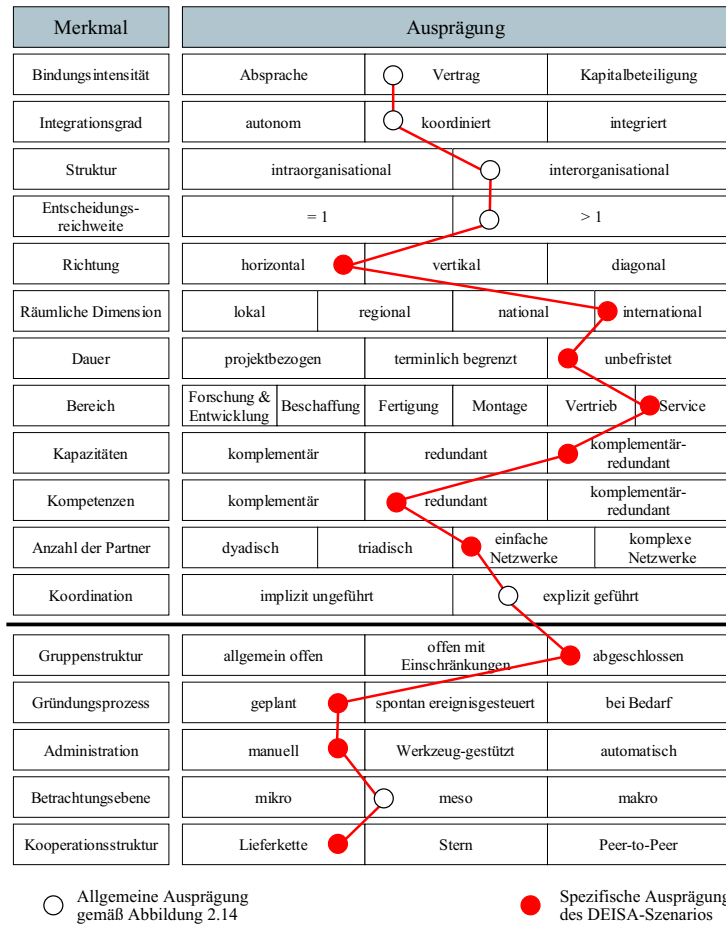 Merkmal Ausprägung
Bindungsintensität Absprache Vertrag Kapitalbeteiligung
Integrationsgrad autonom koordiniert integriert
Struktur intraorganisational interorganisational
Entscheidungs-
reichweite = 1 > 1
Richtung horizontal vertikal diagonal
Räumliche Dimension lokal regional national international
Dauer projektbezogen terminlich begrenzt unbefristet
Bereich Forschung &
Entwicklung Beschaffung Fertigung Montage Vertrieb Service
Kapazitäten komplementär redundant komplementär-
redundant
Kompetenzen komplementär redundant komplementär-
redundant
Anzahl der Partner dyadisch triadisch einfache
Netzwerke komplexe
Netzwerke
Koordination implizit ungeführt explizit geführt
Gruppenstruktur allgemein offen offen mit
Einschränkungen abgeschlossen
Gründungsprozess geplant spontan ereignisgesteuert bei Bedarf
Administration manuell Werkzeug-gestützt automatisch
Betrachtungsebene mikro meso makro
Kooperationsstruktur Lieferkette Stern Peer-to-Peer
Allgemeine Ausprägung
gemäß Abbildung 2.14
Spezifische Ausprägung
des DEISA-Szenarios